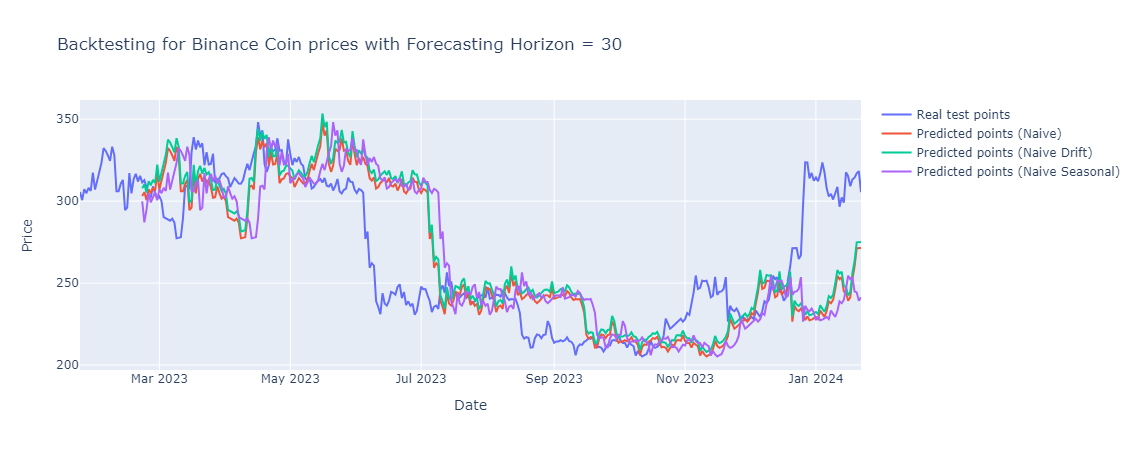 Backtesting for Binance Coin prices with Forecasting Horizon = 30
Real test points
Predicted points (Naive)
Predicted points (Naive Drift)
Predicted points (Naive Seasonal)
350
300
250
200
Price
Mar 2023 May 2023 Jul 2023 Sep 2023 Nov 2023 Jan 2024
Date